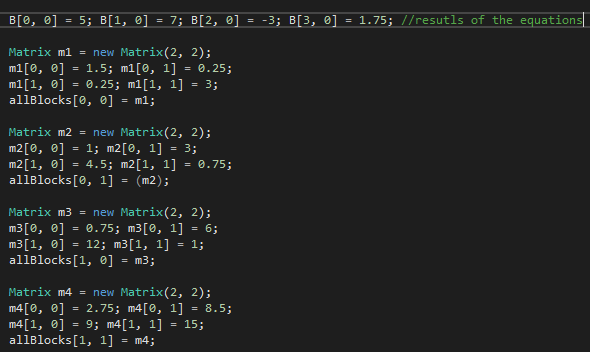 B[0, 0] = 5; B[1, 0] = 7; B[2, 0] = -3; B[3, 0] = 1.75; //resutls of the equations
Matrix m1 = new Matrix(2, 2);
m1[0, 0] = 1.5; m1[0, 1] = 0.25;
m1[1, 0] = 0.25; m1[1, 1] = 3;
allBlocks[0, 0] = m1;
Matrix m2 = new Matrix(2, 2);
m2[0, 0] = 1; m2[0, 1] = 3;
m2[1, 0] = 4.5; m2[1, 1] = 0.75;
allBlocks[0, 1] = (m2);
Matrix m3 = new Matrix(2, 2);
m3[0, 0] = 0.75; m3[0, 1] = 6;
m3[1, 0] = 12; m3[1, 1] = 1;
allBlocks[1, 0] = m3;
Matrix m4 = new Matrix(2, 2);
m4[0, 0] = 2.75; m4[0, 1] = 8.5;
m4[1, 0] = 9; m4[1, 1] = 15;
allBlocks[1, 1] = m4;